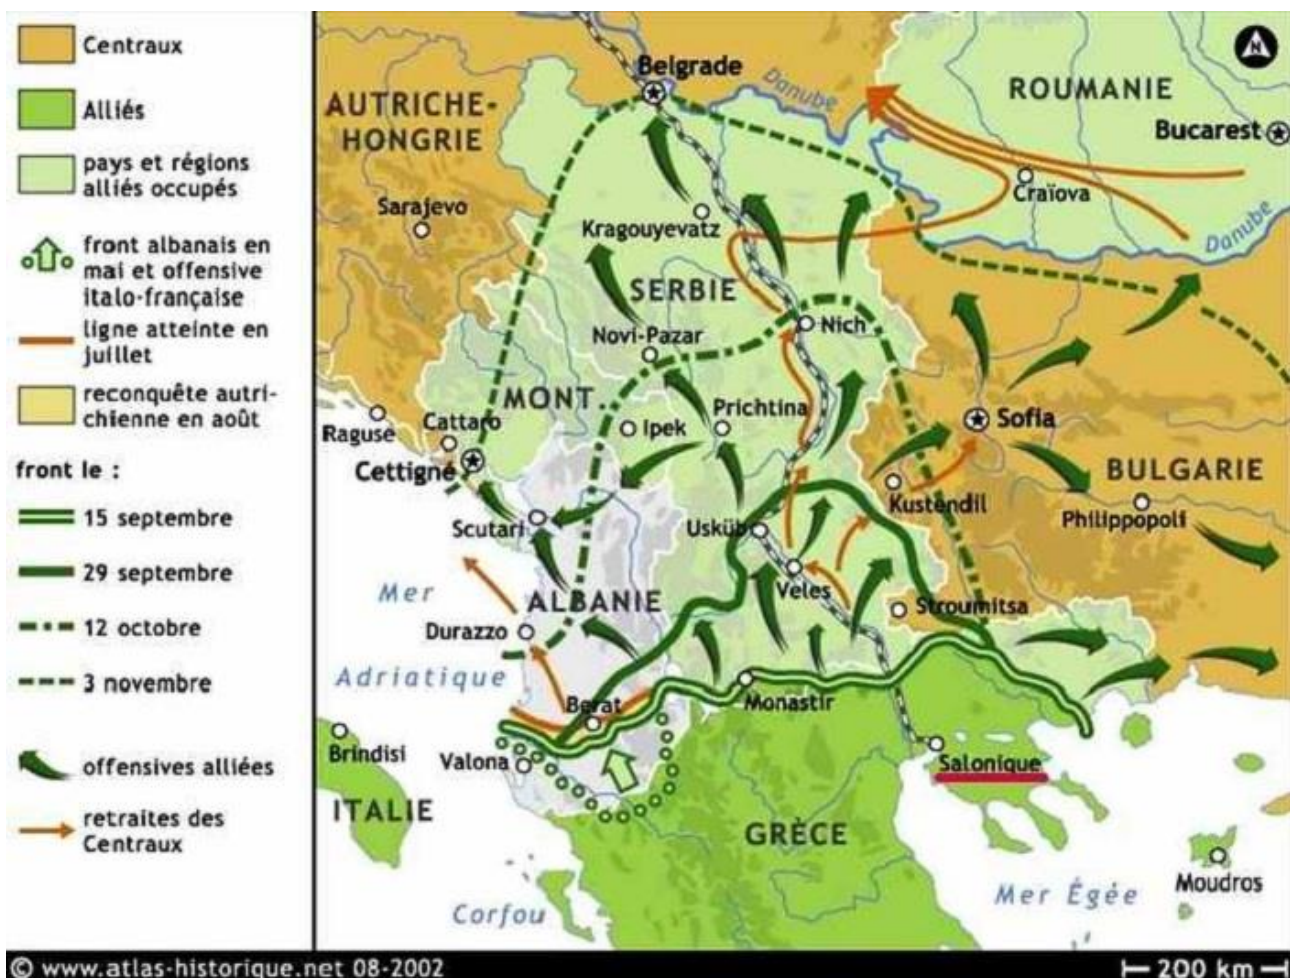 Centraux
Alliés
pays et régions
alliés occupés
front albanais en
mai et offensive
italo-française
ligne atteinte en
juillet
reconquête autri-
chienne en août
front le :
15 septembre
29 septembre
12 octobre
3 novembre
offensives alliées
retraites des
Centraux
N
Belgrade
Danube
ROUMANIE
AUTRICHE-
HONGRIE
Bucarest
Craïova
Sarajevo
Kragouyevatz
Danube
SERBIE
Nich
Novi-Pazar
MONT.
Prichtina
Raguse
Cattaro
Ipek
Sofia
Cettigné
BULGARIE
Kustendil
Philippopoli
Scutari
Usküb
Veles
Mer
ALBANIE
Stroumitsa
Durazzo
Adriatique
Berat
Monastir
Brindisi
Valona
Salonique
ITALIE
GRÈCE
Moudros
Mer Égée
Corfou
© www.atlas-historique.net 08-2002
200 km